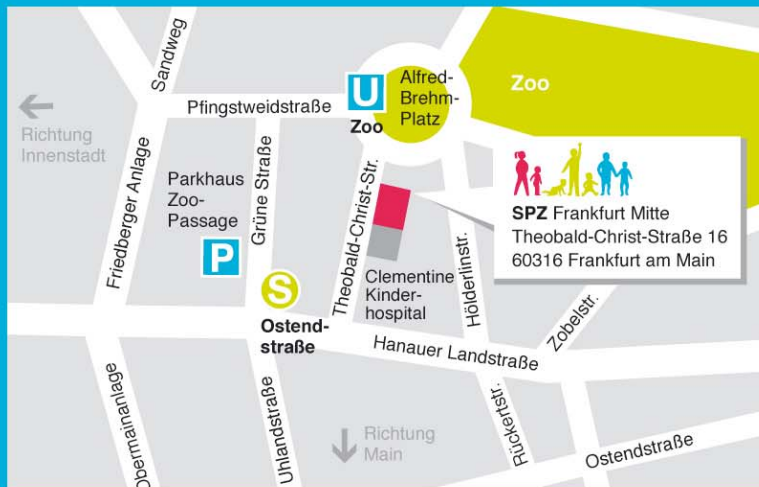 Sandweg
U
Alfred-
Brehm-
Platz
Zoo
Pfingstweidstraße
Zoo
Richtung
Innenstadt
Friedberger Anlage
Parkhaus
Zoo-
Passage
P
Grüne Straße
Theobald-Christ-Str.
SPZ Frankfurt Mitte
Theobald-Christ-Straße 16
60316 Frankfurt am Main
Clementine
Kinder-
hospital
Hölderlinstr.
Zobelstr.
S
Ostend-
straße
Hanauer Landstraße
Obermainanlage
Uhlandstraße
Richtung
Main
Rückertstr.
Ostendstraße